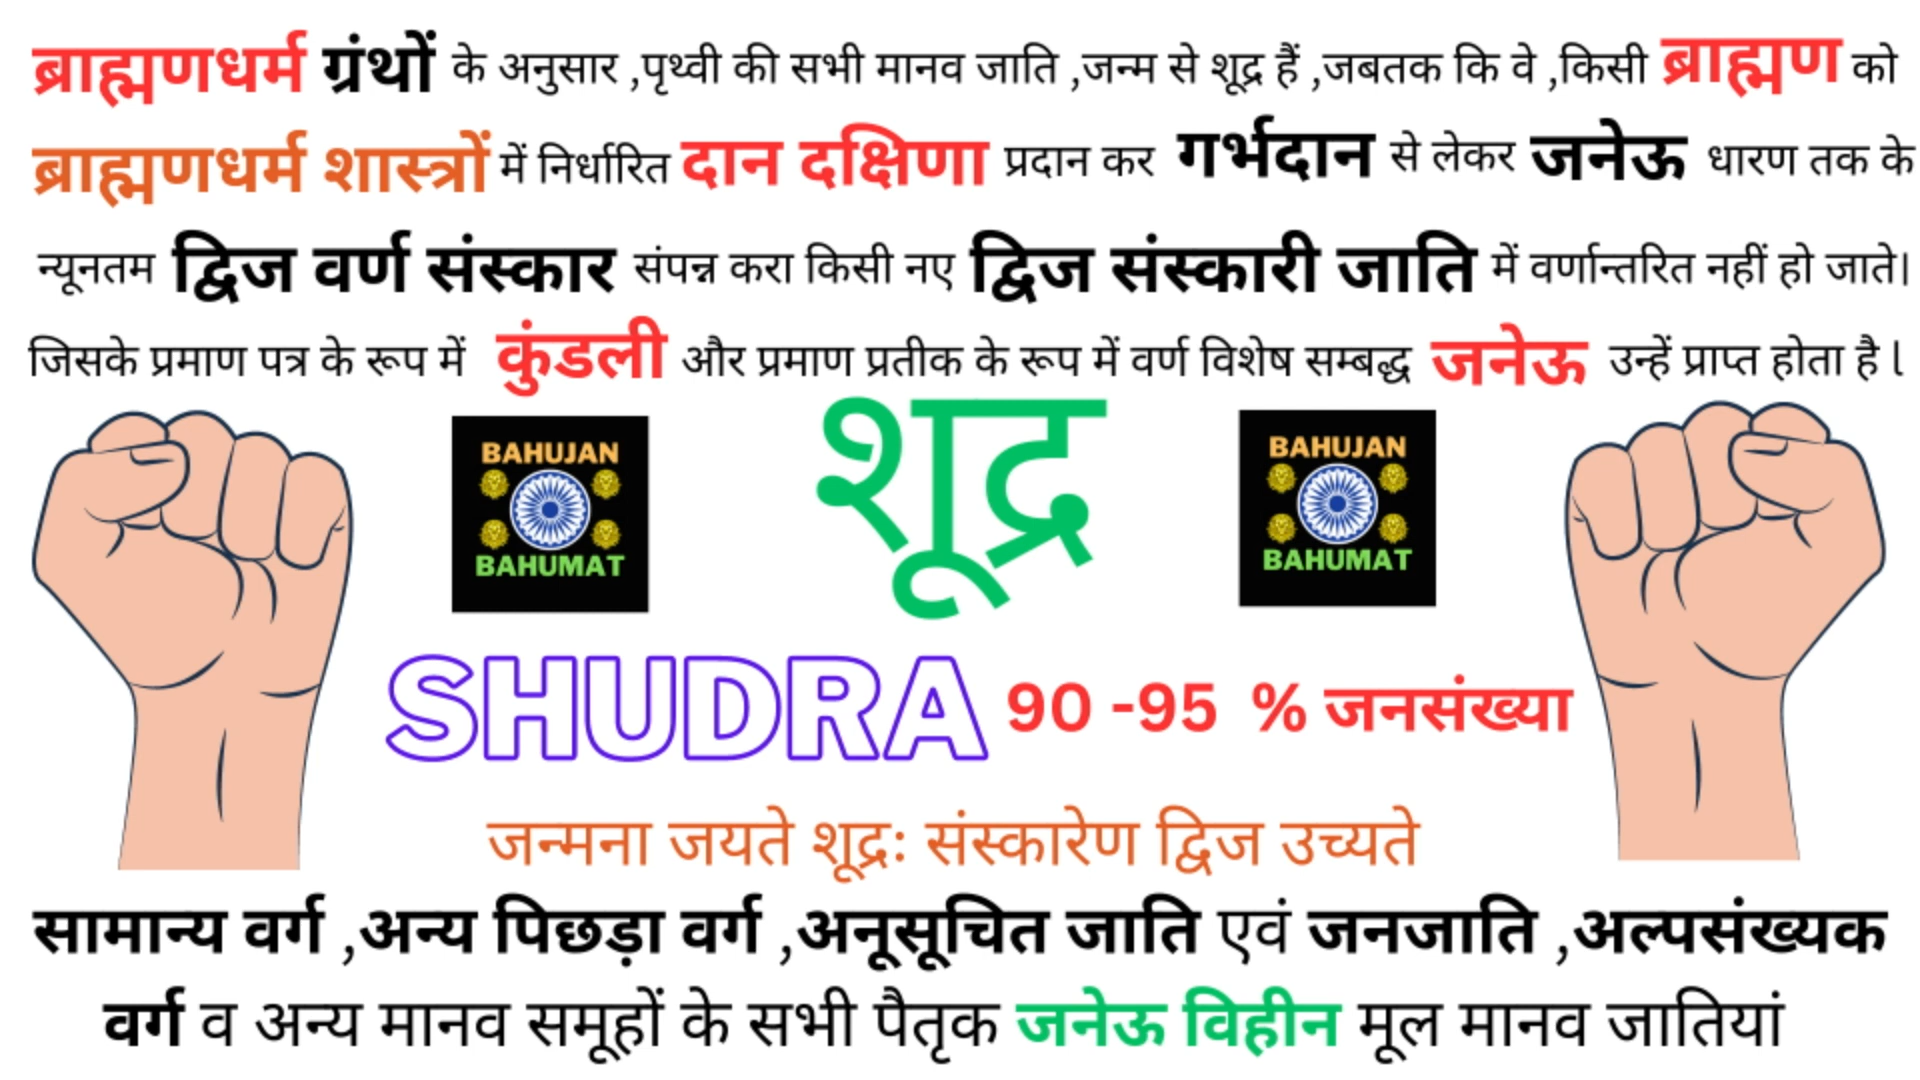 ब्राह्मणधर्म ग्रंथों के अनुसार ,पृथ्वी की सभी मानव जाति ,जन्म से शूद्र हैं ,जबतक कि वे ,किसी ब्राह्मण को
ब्राह्मणधर्म शास्त्रों में निर्धारित दान दक्षिणा प्रदान कर गर्भदान से लेकर जनेऊ धारण तक के
न्यूनतम द्विज वर्ण संस्कार संपन्न करा किसी नए द्विज संस्कारी जाति में वर्णान्तरित नहीं हो जाते।
जिसके प्रमाण पत्र के रूप में कुंडली और प्रमाण प्रतीक के रूप में वर्ण विशेष सम्बद्ध जनेऊ उन्हें प्राप्त होता है l
BAHUJAN
BAHUMAT
शूद्र
BAHUJAN
BAHUMAT
SHUDRA 90 -95 % जनसंख्या
जन्मना जयते शूद्रः संस्कारेण द्विज उच्यते
सामान्य वर्ग ,अन्य पिछड़ा वर्ग ,अनूसूचित जाति एवं जनजाति ,अल्पसंख्यक
वर्ग व अन्य मानव समूहों के सभी पैतृक जनेऊ विहीन मूल मानव जातियां